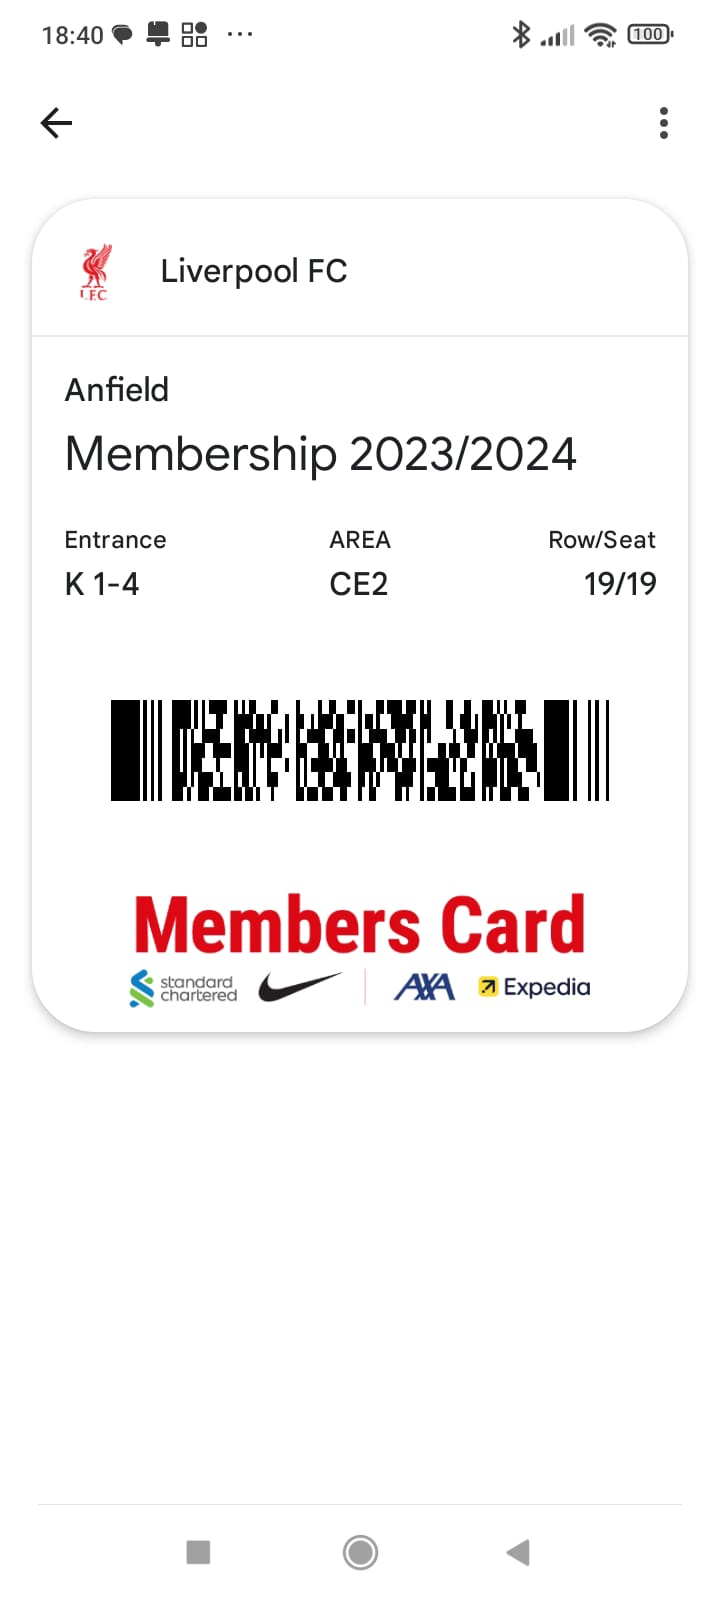 18:40
100
Liverpool FC
L.F.C
Anfield
Membership 2023/2024
Entrance AREA Row/Seat
K 1-4 CE2 19/19
Members Card
standard
chartered
AXA Expedia